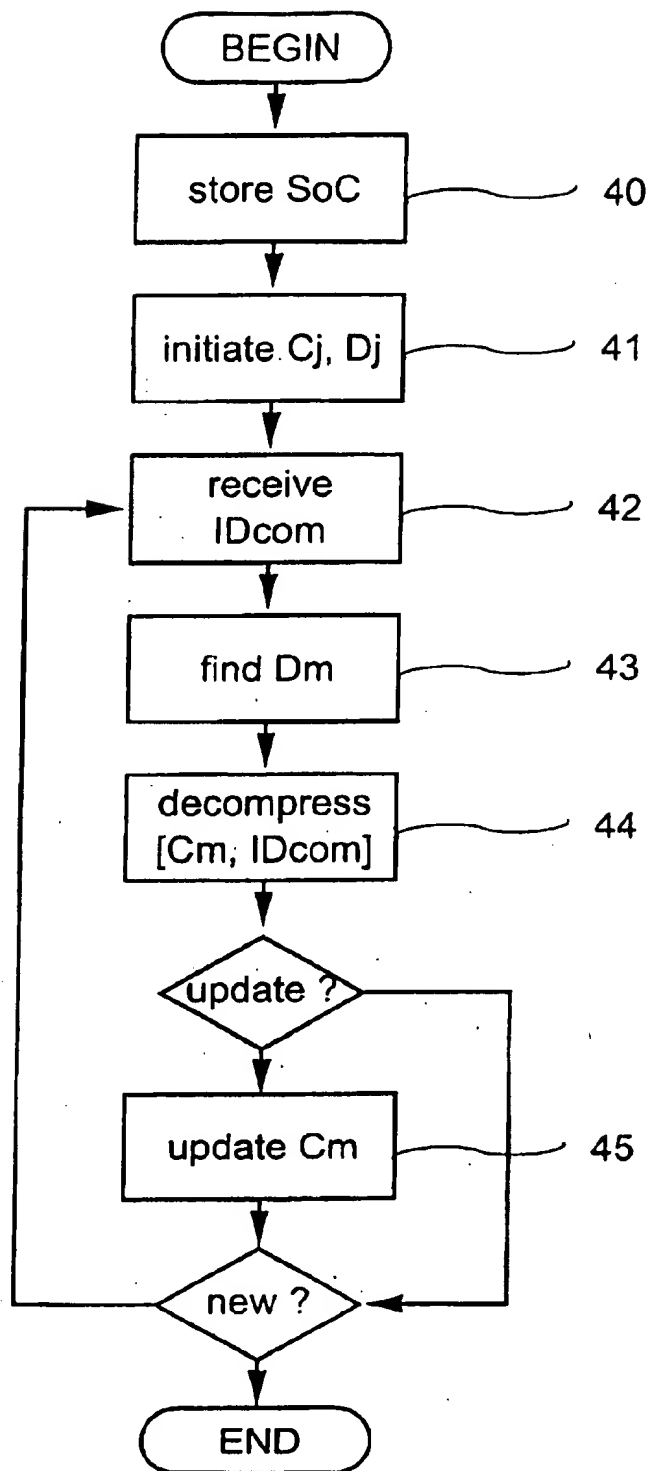 BEGIN
store SoC
40
initiate Cj, Dj
41
receive
IDcom
42
find Dm
43
decompress
[Cm, IDcom]
44
update ?
update Cm
45
new ?
END